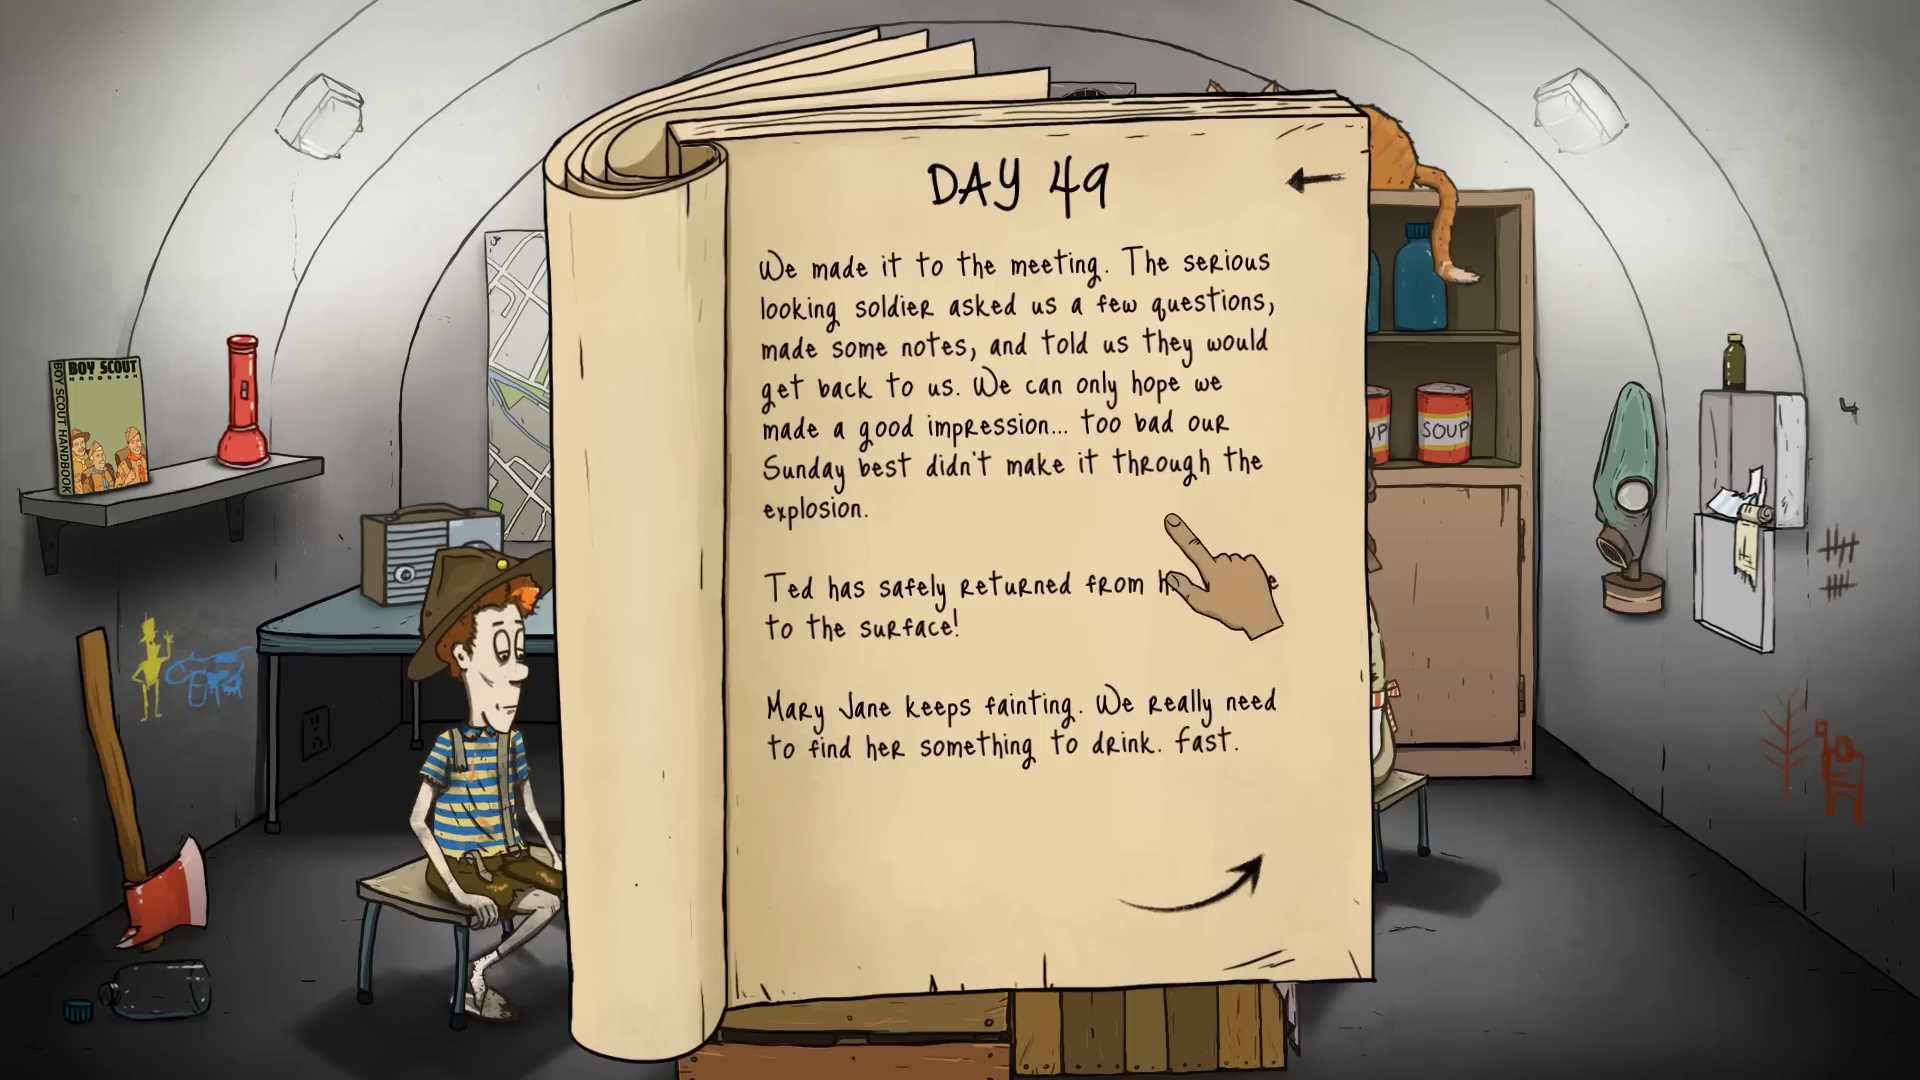 DAY 49
We made it to the meeting. The serious
looking soldier asked us a few questions,
made some notes, and told us they would
get back to us. We can only hope we
made a good impression... too bad our
Sunday best didn't make it through the
explosion.
Ted has safely returned from
to the surface!
Mary Jane keeps fainting. We really need
to find her something to drink. fast.
BOY SCOUT
HANDBOOK
BOY SCOUT HANDBOOK
UP
SOUP